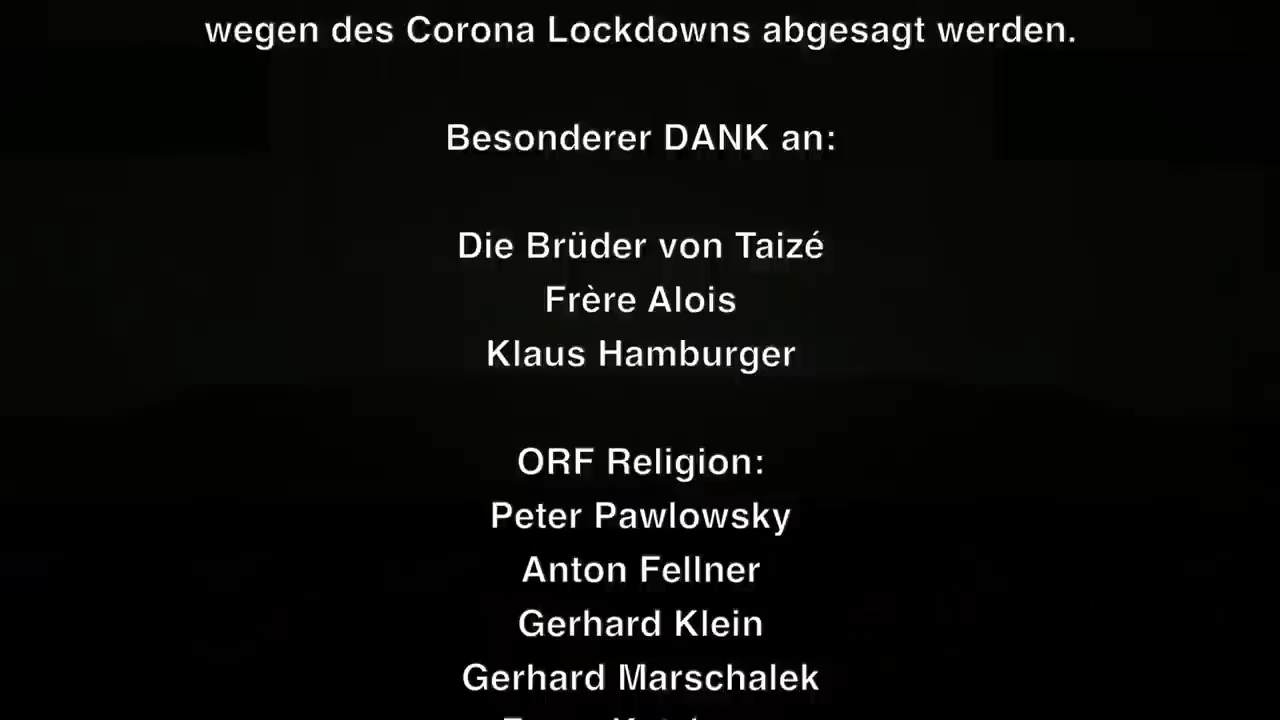 wegen des Corona Lockdowns abgesagt werden.
Besonderer DANK an:
Die Brüder von Taizé
Frère Alois
Klaus Hamburger
ORF Religion:
Peter Pawlowsky
Anton Fellner
Gerhard Klein
Gerhard Marschalek